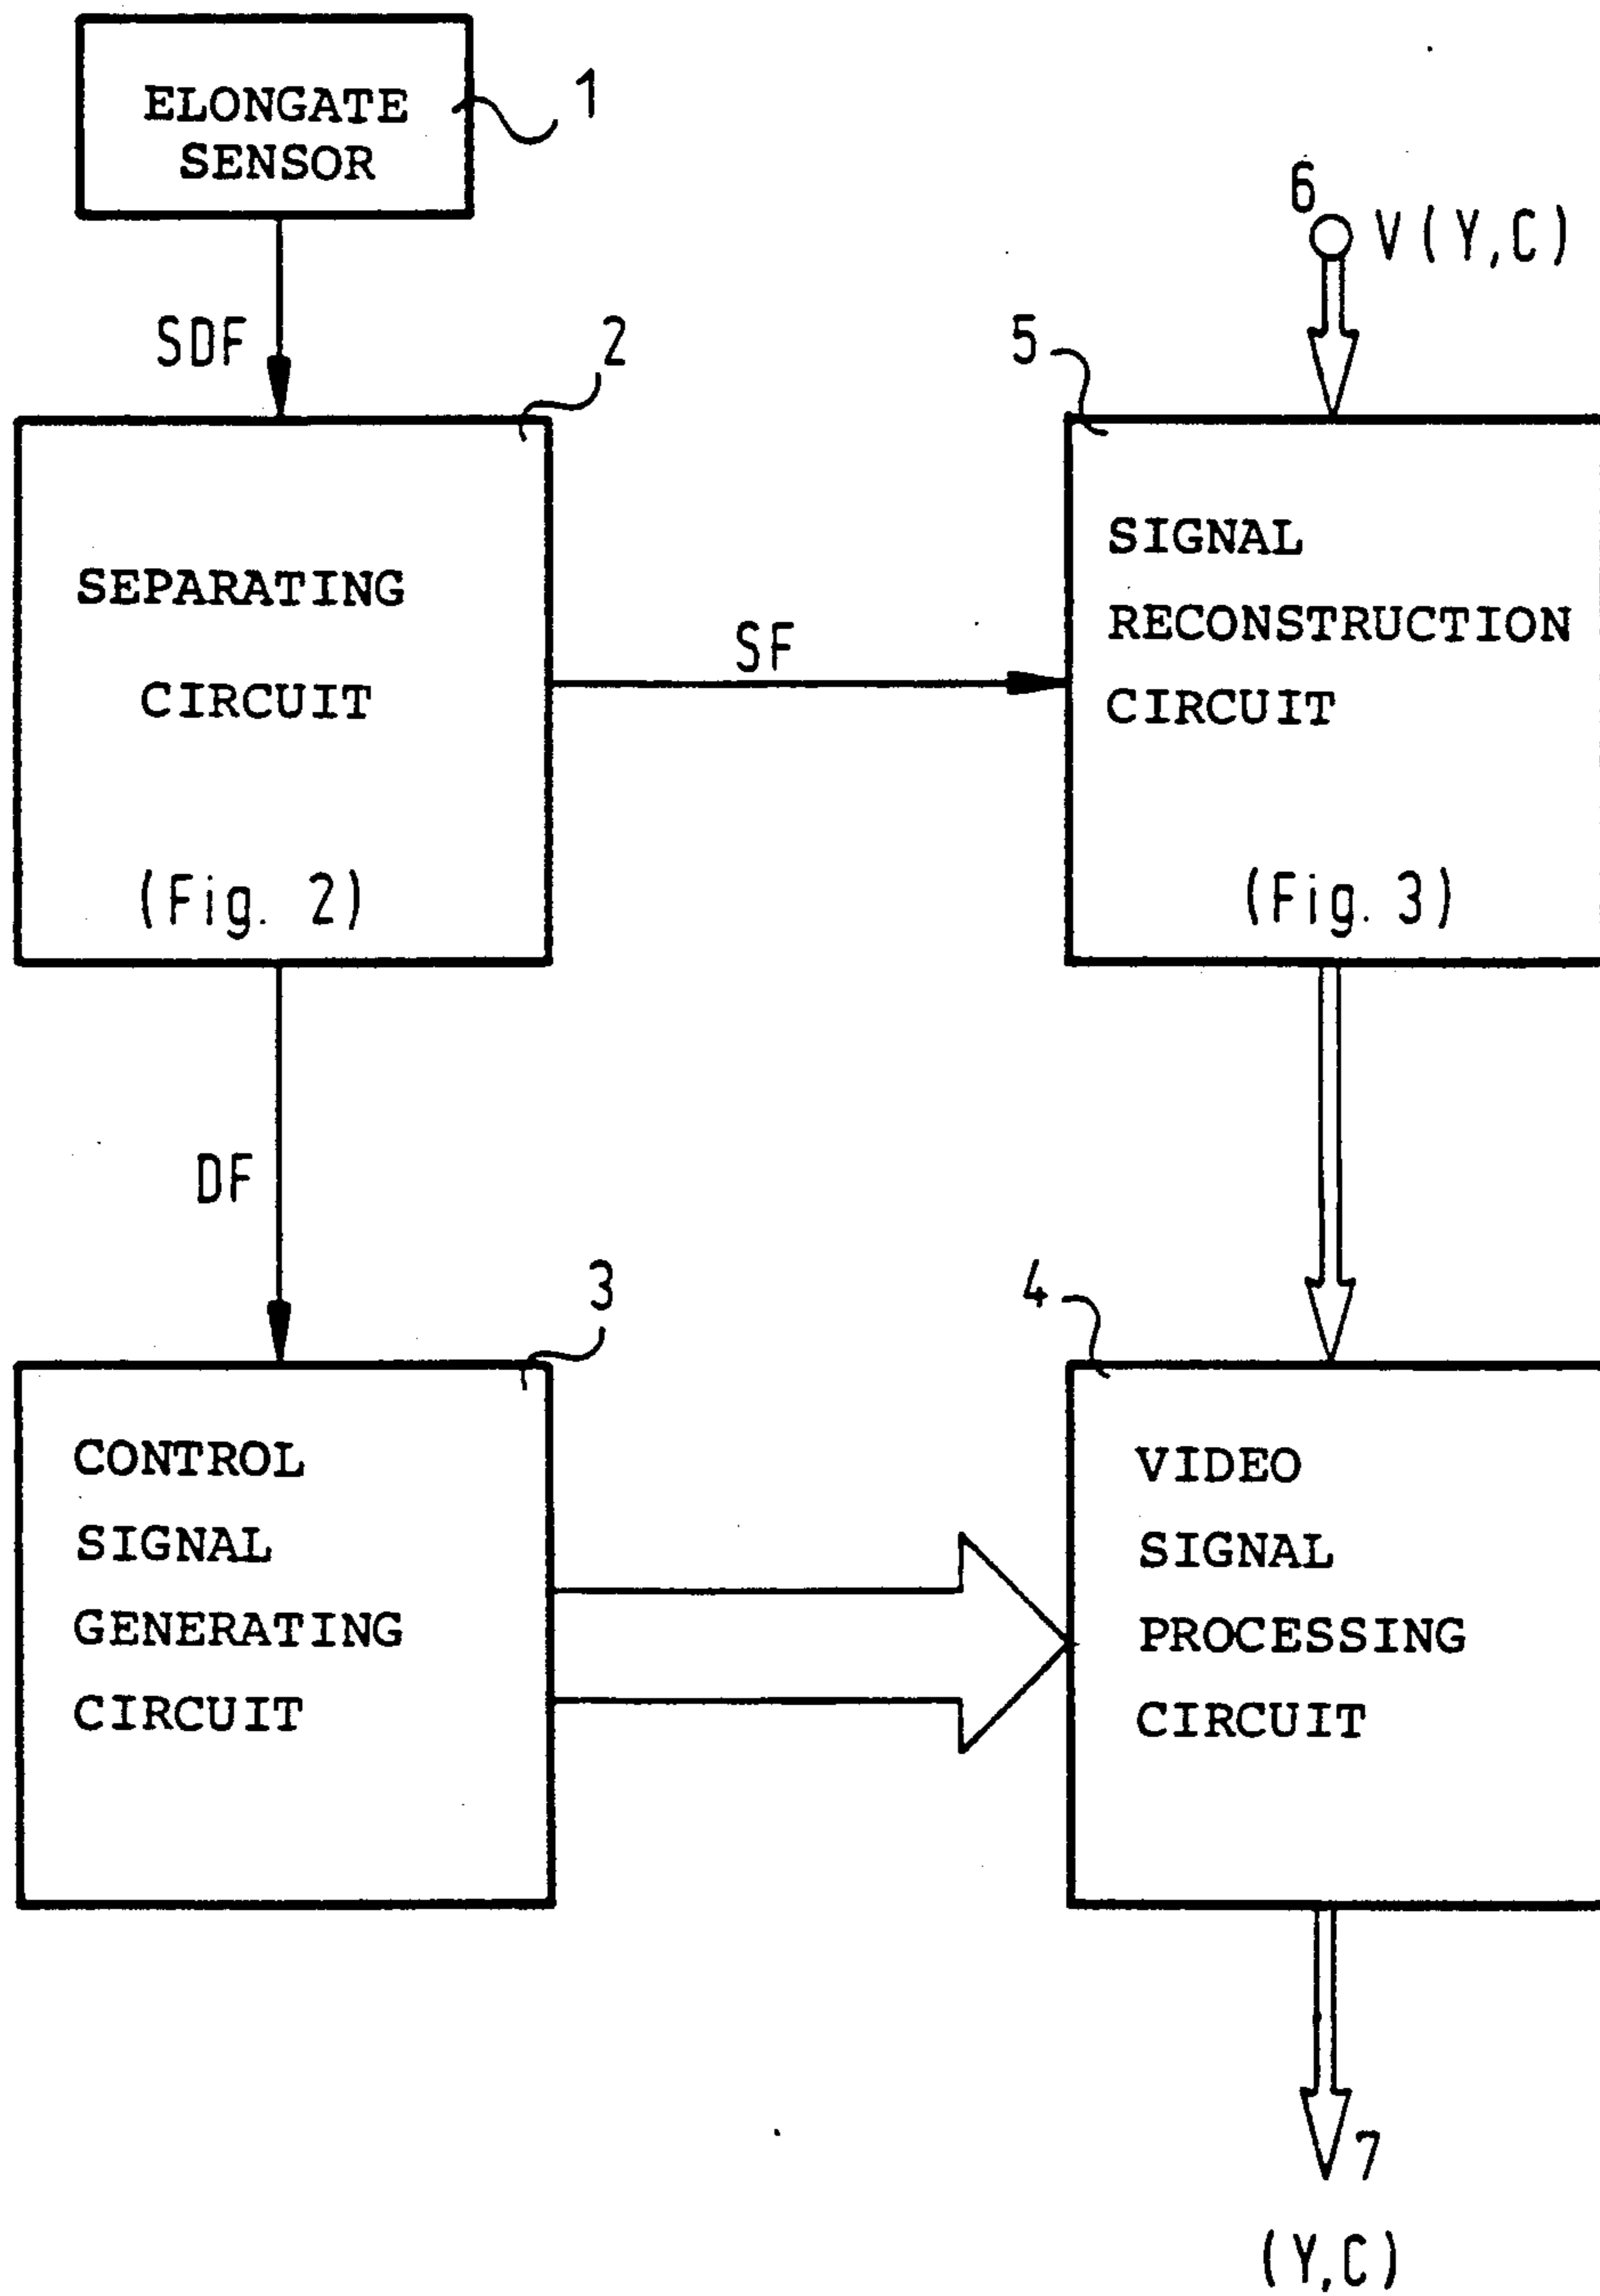 ELONGATE
SENSOR
1
6
V(Y,C)
SDF
2
5
SEPARATING
CIRCUIT
(Fig. 2)
SF
SIGNAL
RECONSTRUCTION
CIRCUIT
(Fig. 3)
DF
3
4
CONTROL
SIGNAL
GENERATING
CIRCUIT
VIDEO
SIGNAL
PROCESSING
CIRCUIT
7
(Y,C)